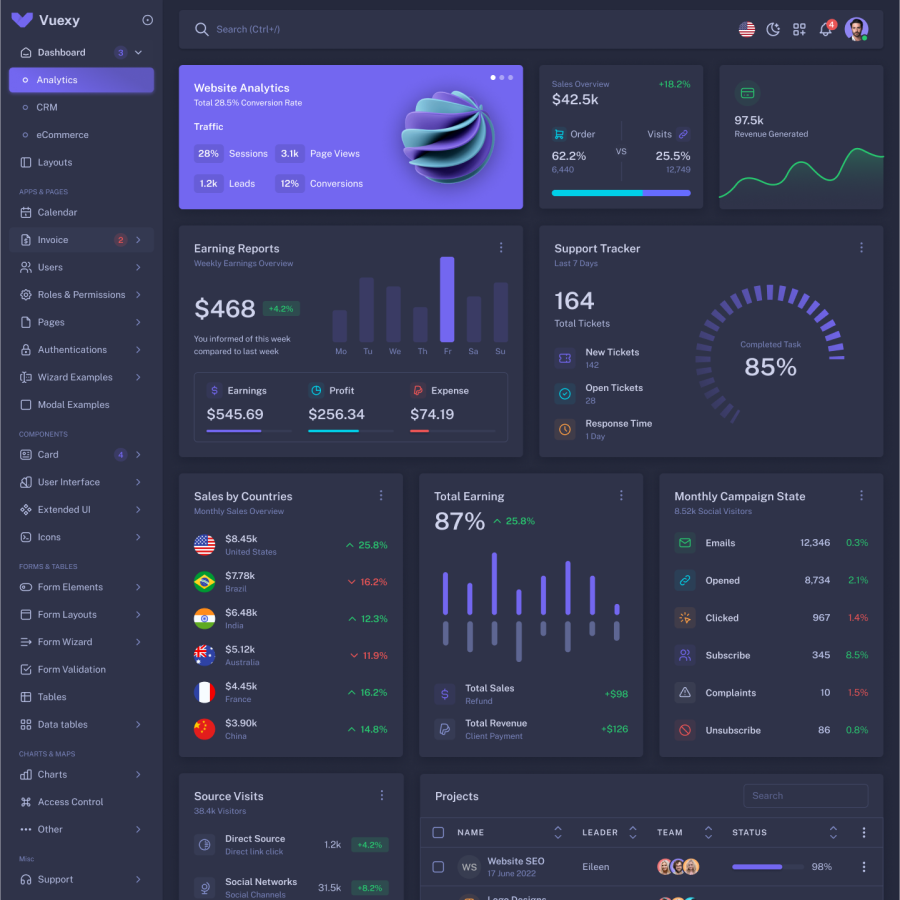 Vuexy
Dashboard 3
Analytics
CRM
eCommerce
Layouts
APPS & PAGES
Calendar
Invoice 2
Users
Roles & Permissions
Pages
Authentications
Wizard Examples
Modal Examples
COMPONENTS
Card 4
User Interface
Extended UI
Icons
FORMS & TABLES
Form Elements
Form Layouts
Form Wizard
Form Validation
Tables
Data tables
CHARTS & MAPS
Charts
Access Control
Other
Misc
Support
Search (Ctrl+/)
4
Website Analytics
Total 28.5% Conversion Rate
Traffic
28% Sessions 3.1k Page Views
1.2k Leads 12% Conversions
Sales Overview +18.2%
$42.5k
Order Visits
VS
62.2% 25.5%
6,440 12,749
97.5k
Revenue Generated
Earning Reports
Weekly Earnings Overview
$468 +4.2%
You informed of this week
compared to last week
Mo Tu We Th Fr Sa Su
$ Earnings Profit Expense
$545.69 $256.34 $74.19
Support Tracker
Last 7 Days
164
Total Tickets
New Tickets
142
Open Tickets
28
Response Time
1 Day
Completed Task
85%
Sales by Countries
Monthly Sales Overview
$8.45k 25.8%
United States
$7.78k 16.2%
Brazil
$6.48k 12.3%
India
$5.12k 11.9%
Australia
$4.45k 16.2%
France
$3.90k 14.8%
China
Total Earning
87% 25.8%
$ Total Sales +$98
Refund
Total Revenue +$126
Client Payment
Monthly Campaign State
8.52k Social Visitors
Emails 12,346 0.3%
Opened 8,734 2.1%
Clicked 967 1.4%
Subscribe 345 8.5%
Complaints 10 1.5%
Unsubscribe 86 0.8%
Source Visits
38.4k Visitors
Direct Source 1.2k +4.2%
Direct link click
Social Networks 31.5k +8.2%
Social Channels
Projects
Search
NAME LEADER TEAM STATUS
WS Website SEO Eileen 98%
17 June 2022
Logo Designs